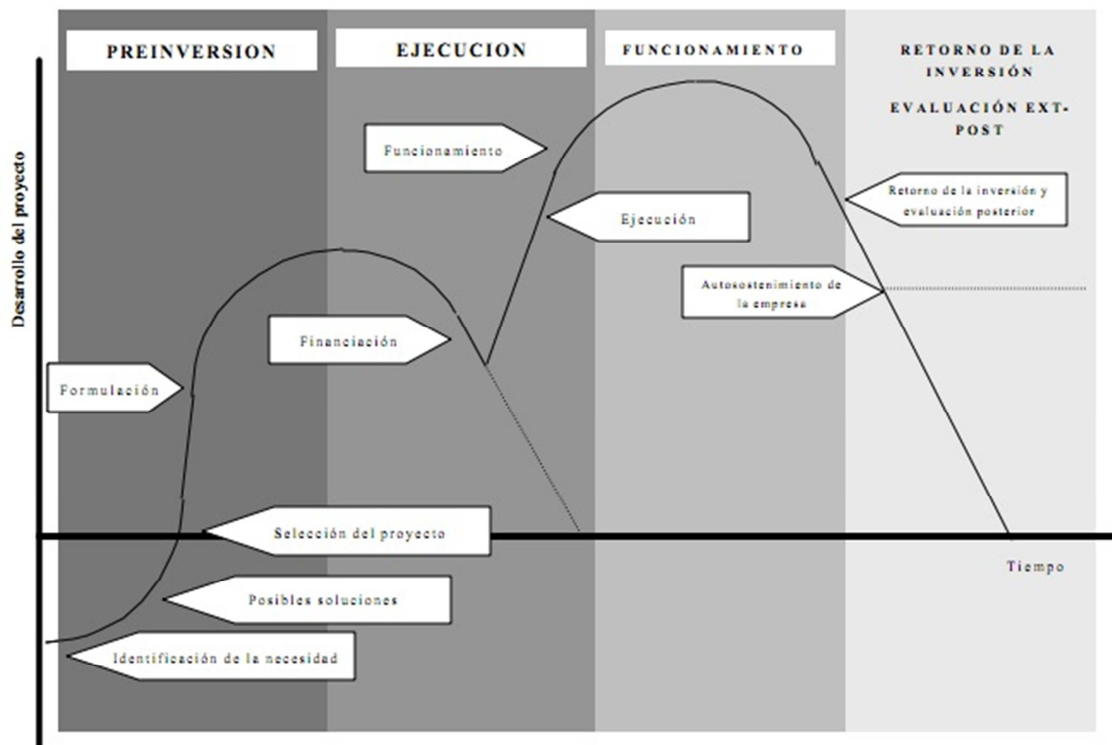 PREINVERSION
EJECUCION
FUNCIONAMIENTO
RETORNO DE LA
INVERSIÓN
EVALUACIÓN EXT-
POST
Desarrollo del proyecto
Funcionamiento
Retorno de la inversión y
evaluación posterior
Ejecución
Autosostenimiento de
la empresa
Financiación
Formulación
Selección del proyecto
Tiempo
Posibles soluciones
Identificación de la necesidad